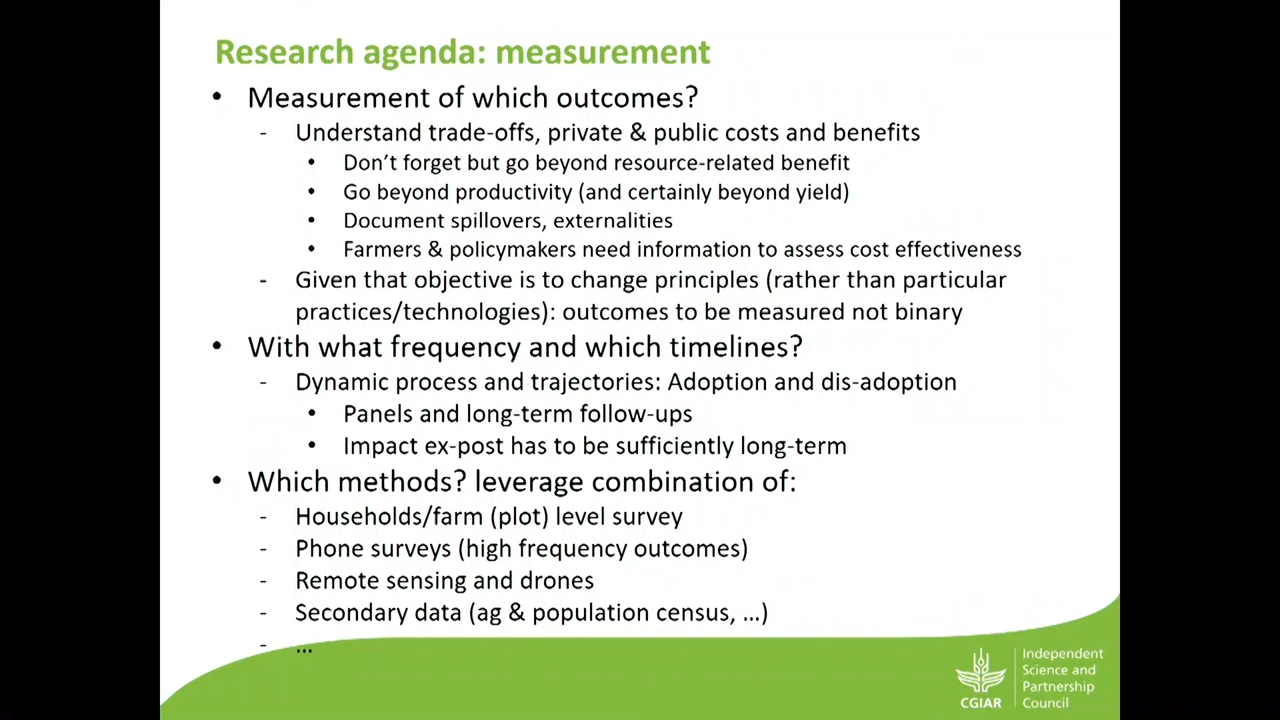 Research agenda: measurement
• Measurement of which outcomes?
- Understand trade-offs, private & public costs and benefits
• Don’t forget but go beyond resource-related benefit
• Go beyond productivity (and certainly beyond yield)
• Document spillovers, externalities
• Farmers & policymakers need information to assess cost effectiveness
- Given that objective is to change principles (rather than particular
practices/technologies): outcomes to be measured not binary
• With what frequency and which timelines?
- Dynamic process and trajectories: Adoption and dis-adoption
• Panels and long-term follow-ups
• Impact ex-post has to be sufficiently long-term
• Which methods? leverage combination of:
- Households/farm (plot) level survey
- Phone surveys (high frequency outcomes)
- Remote sensing and drones
- Secondary data (ag & population census, …)
- …
CGIAR
Independent
Science and
Partnership
Council